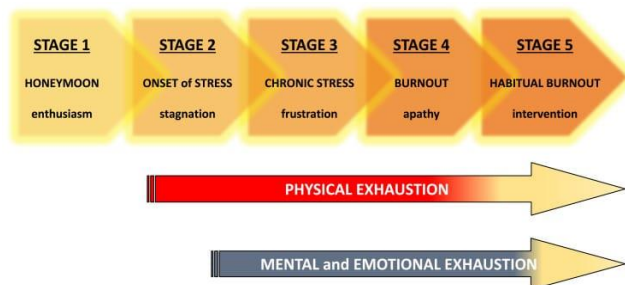 STAGE 1
HONEYMOON
enthusiasm
STAGE 2
ONSET of STRESS
stagnation
STAGE 3
CHRONIC STRESS
frustration
STAGE 4
BURNOUT
apathy
STAGE 5
HABITUAL BURNOUT
intervention
PHYSICAL EXHAUSTION
MENTAL and EMOTIONAL EXHAUSTION